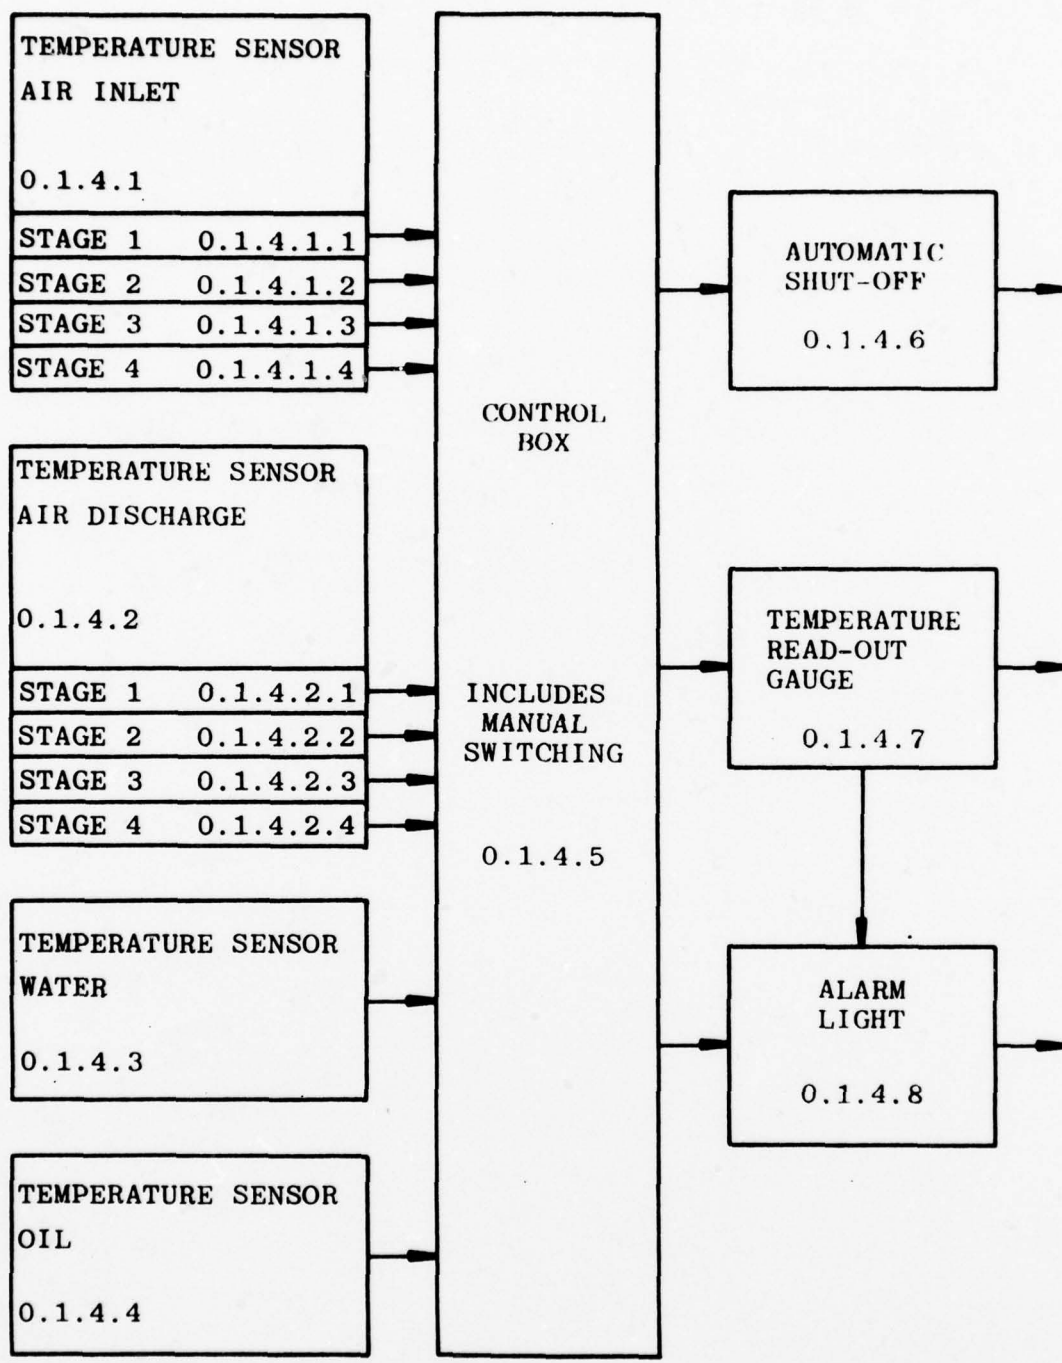 TEMPERATURE SENSOR
AIR INLET
0.1.4.1
STAGE 1 0.1.4.1.1
STAGE 2 0.1.4.1.2
STAGE 3 0.1.4.1.3
STAGE 4 0.1.4.1.4
TEMPERATURE SENSOR
AIR DISCHARGE
0.1.4.2
STAGE 1 0.1.4.2.1
STAGE 2 0.1.4.2.2
STAGE 3 0.1.4.2.3
STAGE 4 0.1.4.2.4
TEMPERATURE SENSOR
WATER
0.1.4.3
TEMPERATURE SENSOR
OIL
0.1.4.4
CONTROL
BOX
INCLUDES
MANUAL
SWITCHING
0.1.4.5
AUTOMATIC
SHUT-OFF
0.1.4.6
TEMPERATURE
READ-OUT
GAUGE
0.1.4.7
ALARM
LIGHT
0.1.4.8